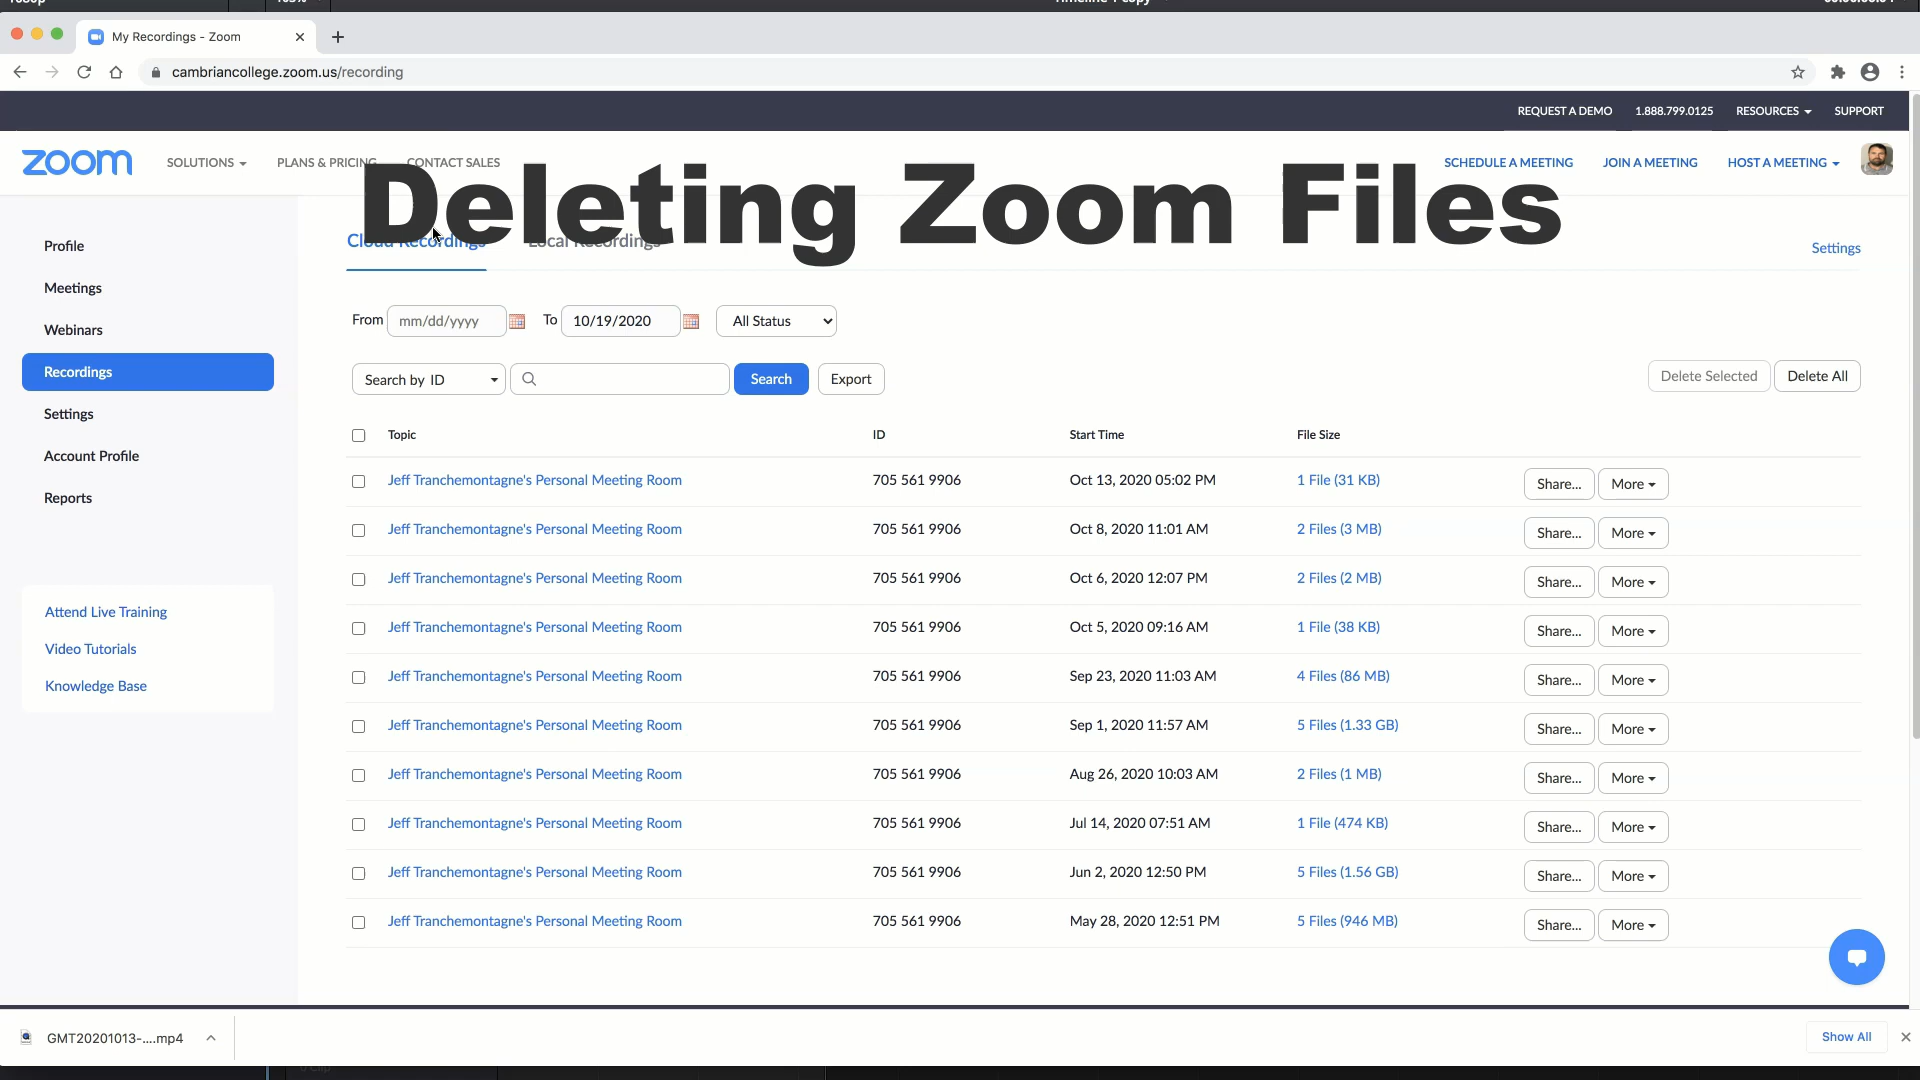 My Recordings - Zoom
cambriancollege.zoom.us/recording
REQUEST A DEMO 1.888.799.0125 RESOURCES SUPPORT
zoom SOLUTIONS PLANS & PRICING CONTACT SALES SCHEDULE A MEETING JOIN A MEETING HOST A MEETING
Deleting Zoom Files
Cloud Recordings Local Recordings Settings
Profile
Meetings
Webinars
Recordings
Settings
Account Profile
Reports
Attend Live Training
Video Tutorials
Knowledge Base
From mm/dd/yyyy To 10/19/2020 All Status
Search by ID Search Export Delete Selected Delete All
Topic ID Start Time File Size
Jeff Tranchemontagne's Personal Meeting Room 705 561 9906 Oct 13, 2020 05:02 PM 1 File (31 KB) Share... More
Jeff Tranchemontagne's Personal Meeting Room 705 561 9906 Oct 8, 2020 11:01 AM 2 Files (3 MB) Share... More
Jeff Tranchemontagne's Personal Meeting Room 705 561 9906 Oct 6, 2020 12:07 PM 2 Files (2 MB) Share... More
Jeff Tranchemontagne's Personal Meeting Room 705 561 9906 Oct 5, 2020 09:16 AM 1 File (38 KB) Share... More
Jeff Tranchemontagne's Personal Meeting Room 705 561 9906 Sep 23, 2020 11:03 AM 4 Files (86 MB) Share... More
Jeff Tranchemontagne's Personal Meeting Room 705 561 9906 Sep 1, 2020 11:57 AM 5 Files (1.33 GB) Share... More
Jeff Tranchemontagne's Personal Meeting Room 705 561 9906 Aug 26, 2020 10:03 AM 2 Files (1 MB) Share... More
Jeff Tranchemontagne's Personal Meeting Room 705 561 9906 Jul 14, 2020 07:51 AM 1 File (474 KB) Share... More
Jeff Tranchemontagne's Personal Meeting Room 705 561 9906 Jun 2, 2020 12:50 PM 5 Files (1.56 GB) Share... More
Jeff Tranchemontagne's Personal Meeting Room 705 561 9906 May 28, 2020 12:51 PM 5 Files (946 MB) Share... More
GMT20201013-....mp4 Show All